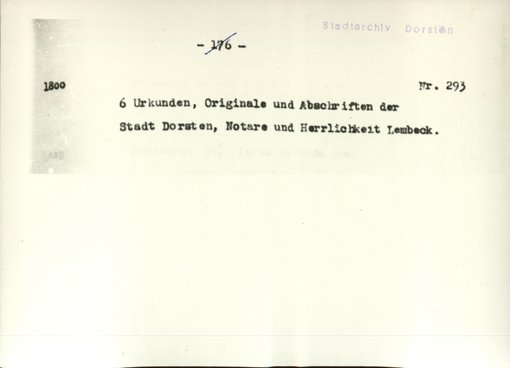 Stadtarchiv Dorsten
- 176 -
1800
Nr. 293
6 Urkunden, Originale und Abschriften der
Stadt Dorsten, Notare und Herrlichkeit Lembeck.